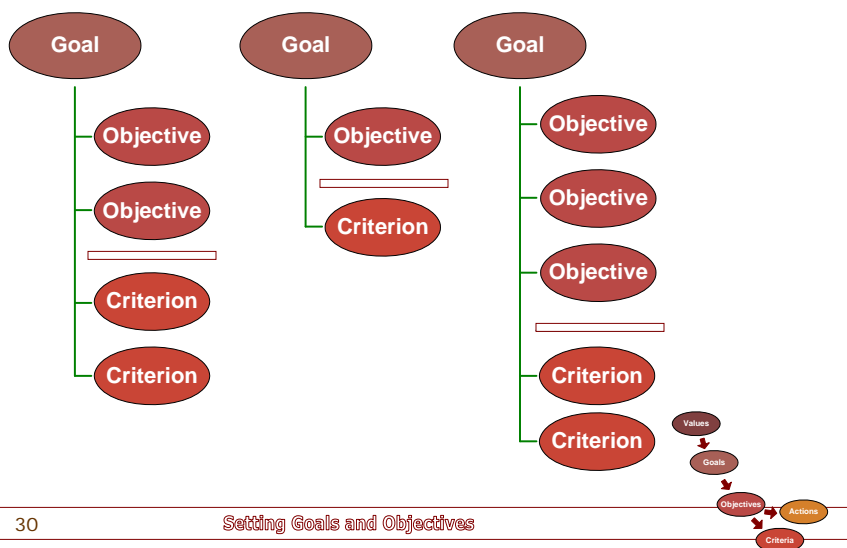 Goal
Objective
Objective
Criterion
Criterion
Goal
Objective
Criterion
Goal
Objective
Objective
Objective
Criterion
Criterion
Values
Goals
Objectives
Actions
Criteria
30
Setting Goals and Objectives